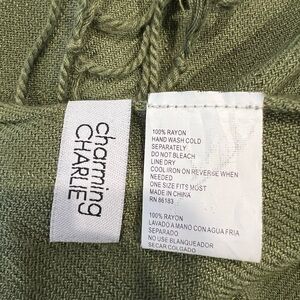 charming
CHARLIE
100% RAYON
HAND WASH COLD
SEPARATELY
DO NOT BLEACH
LINE DRY
COOL IRON ON REVERSE WHEN
NEEDED
ONE SIZE FITS MOST
MADE IN CHINA
RN 86183
100% RAYON
LAVADO A MANO CON AGUA FRIA
SEPARADO
NO USE BLANQUEADOR
SECAR COLGADO